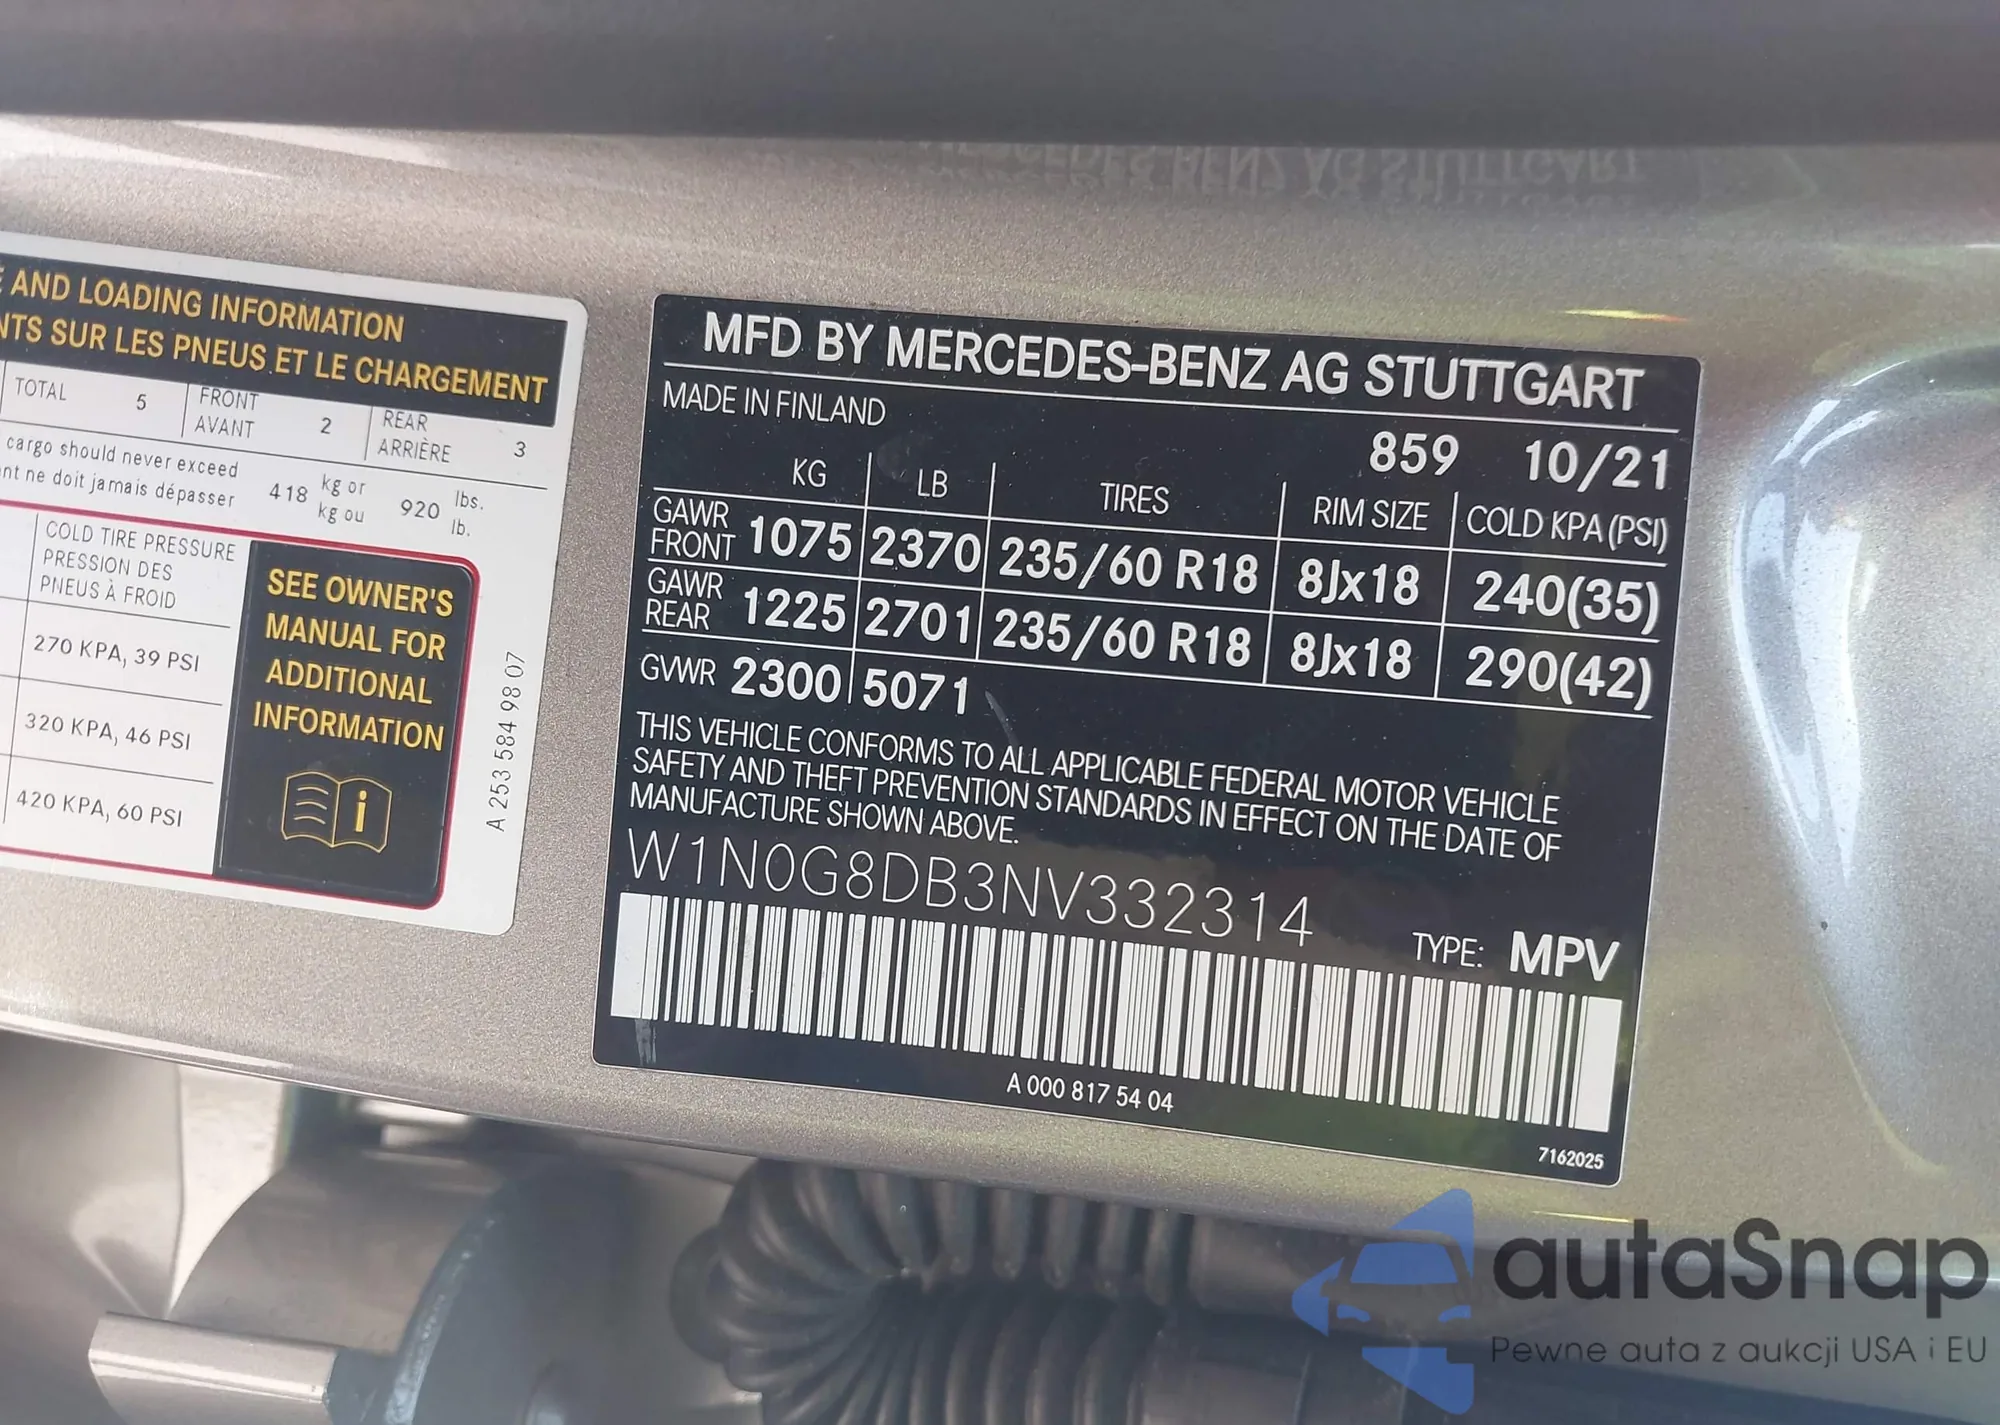 AND LOADING INFORMATION
NTS SUR LES PNEUS ET LE CHARGEMENT
TOTAL 5 FRONT AVANT 2 REAR ARRIÈRE 3
cargo should never exceed
nt ne doit jamais dépasser
418 kg or kg ou 920 lbs. lb.
COLD TIRE PRESSURE
PRESSION DES
PNEUS À FROID
270 KPA, 39 PSI
320 KPA, 46 PSI
420 KPA, 60 PSI
SEE OWNER'S
MANUAL FOR
ADDITIONAL
INFORMATION
A 253 584 98 07
MFD BY MERCEDES-BENZ AG STUTTGART
MADE IN FINLAND
859 10/21
KG LB TIRES RIM SIZE COLD KPA (PSI)
GAWR FRONT 1075 2370 235/60 R18 8Jx18 240(35)
GAWR REAR 1225 2701 235/60 R18 8Jx18 290(42)
GVWR 2300 5071
THIS VEHICLE CONFORMS TO ALL APPLICABLE FEDERAL MOTOR VEHICLE
SAFETY AND THEFT PREVENTION STANDARDS IN EFFECT ON THE DATE OF
MANUFACTURE SHOWN ABOVE.
W1N0G8DB3NV332314
TYPE: MPV
A 000 817 54 04
7162025
autaSnap
Pewne auta z aukcji USA i EU